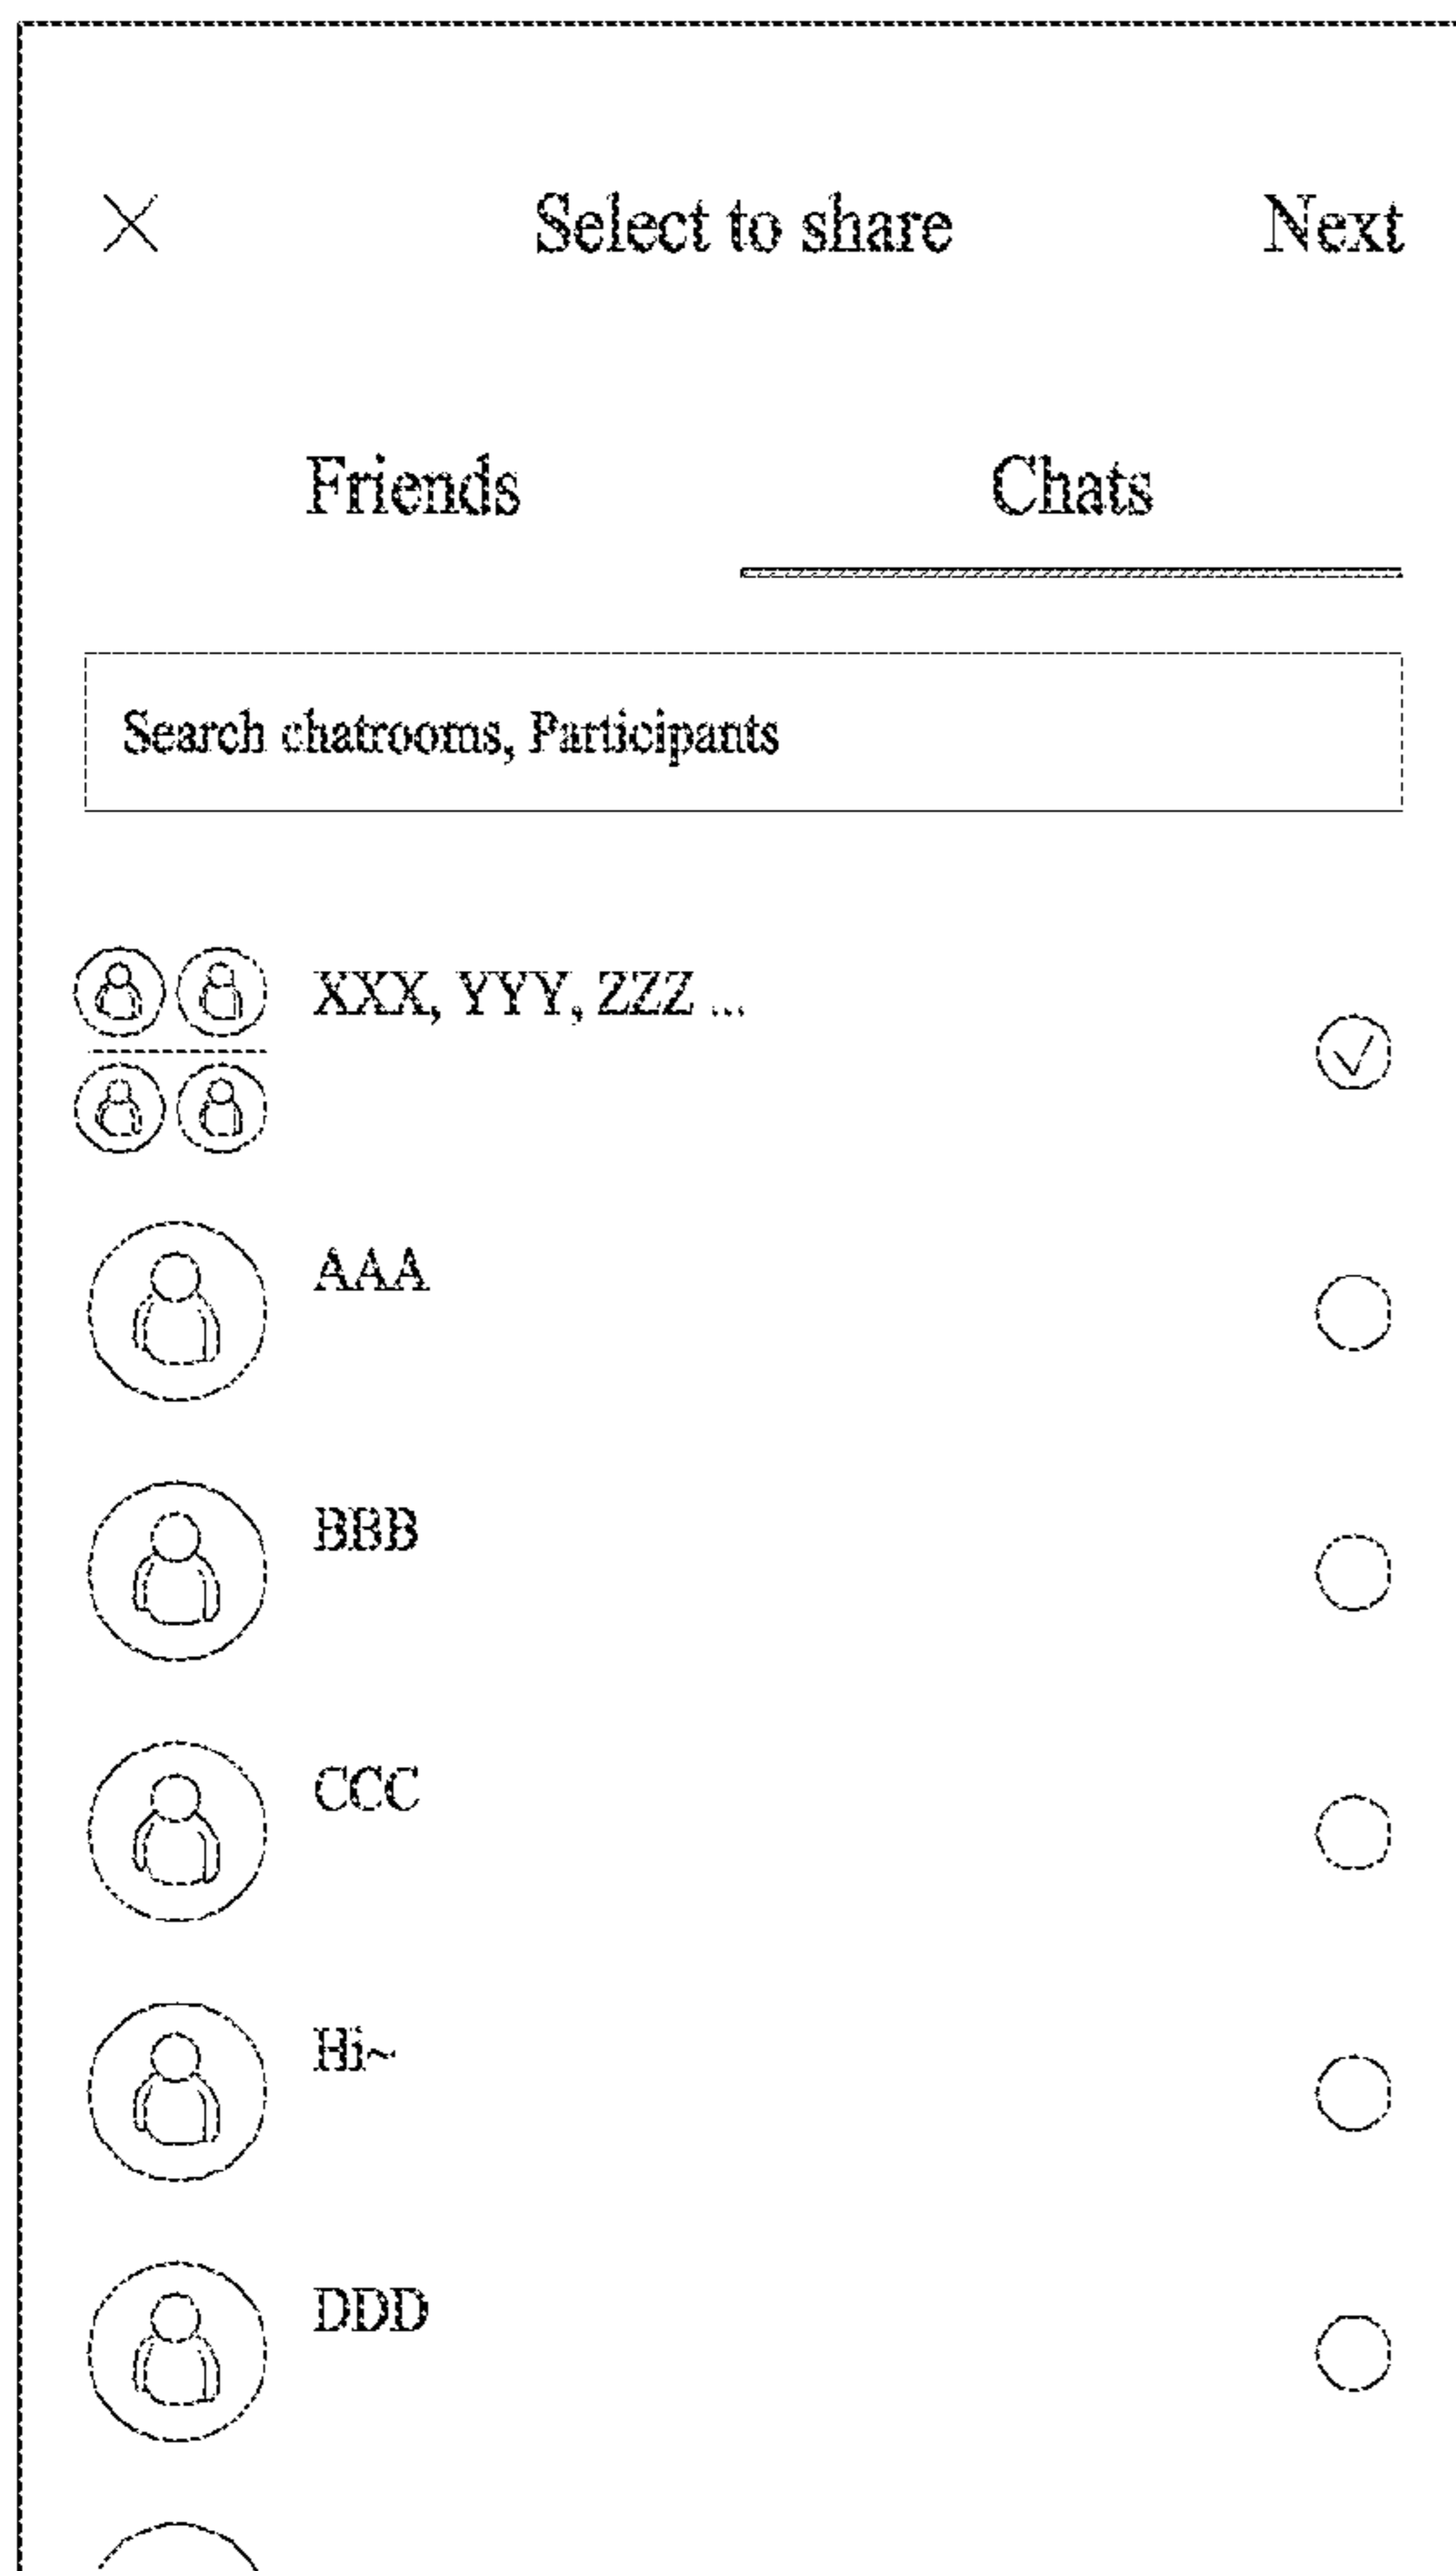 Select to share Next
Friends Chats
Search chatrooms, Participants
XXX, YYY, ZZZ ...
AAA
BBB
CCC
Hi~
DDD